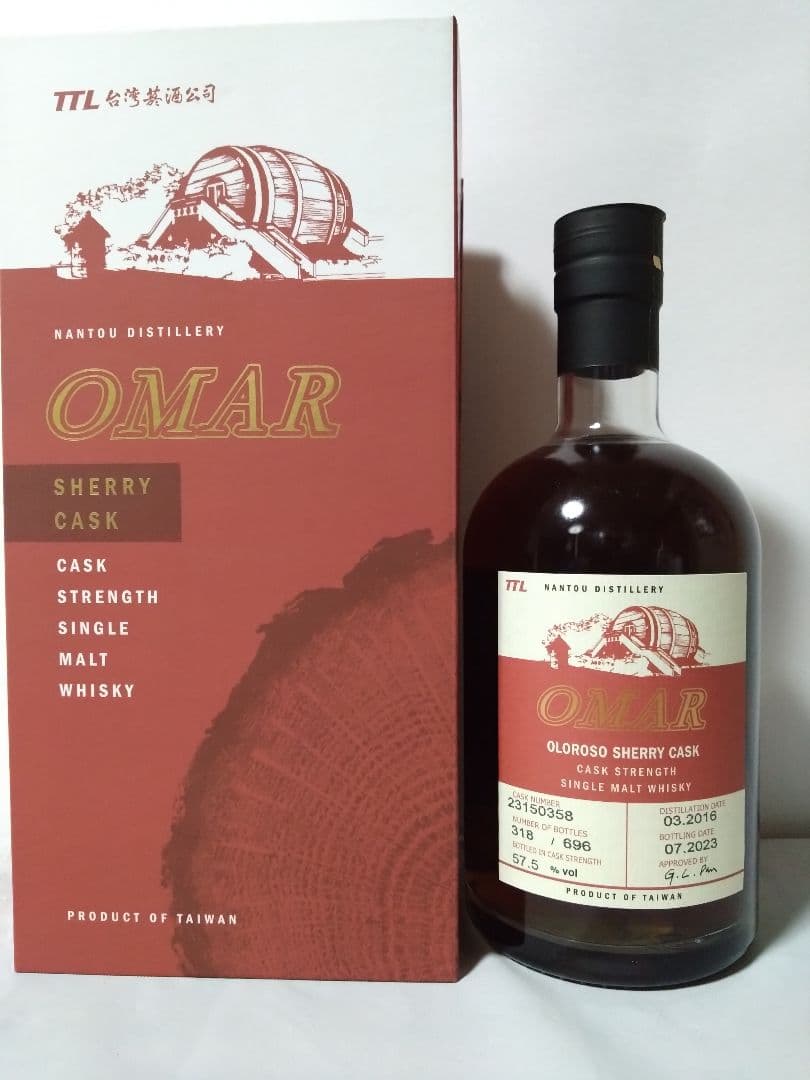 TTL 台灣菸酒公司
NANTOU DISTILLERY
OMAR
SHERRY
CASK
CASK
STRENGTH
SINGLE
MALT
WHISKY
PRODUCT OF TAIWAN
TTL NANTOU DISTILLERY
OMAR
OLOROSO SHERRY CASK
CASK STRENGTH
SINGLE MALT WHISKY
CASK NUMBER
23150358
NUMBER OF BOTTLES
318 / 696
BOTTLED IN CASK STRENGTH
57.5 % vol
DISTILLATION DATE
03.2016
BOTTLING DATE
07.2023
APPROVED BY
G. L. Pan
PRODUCT OF TAIWAN